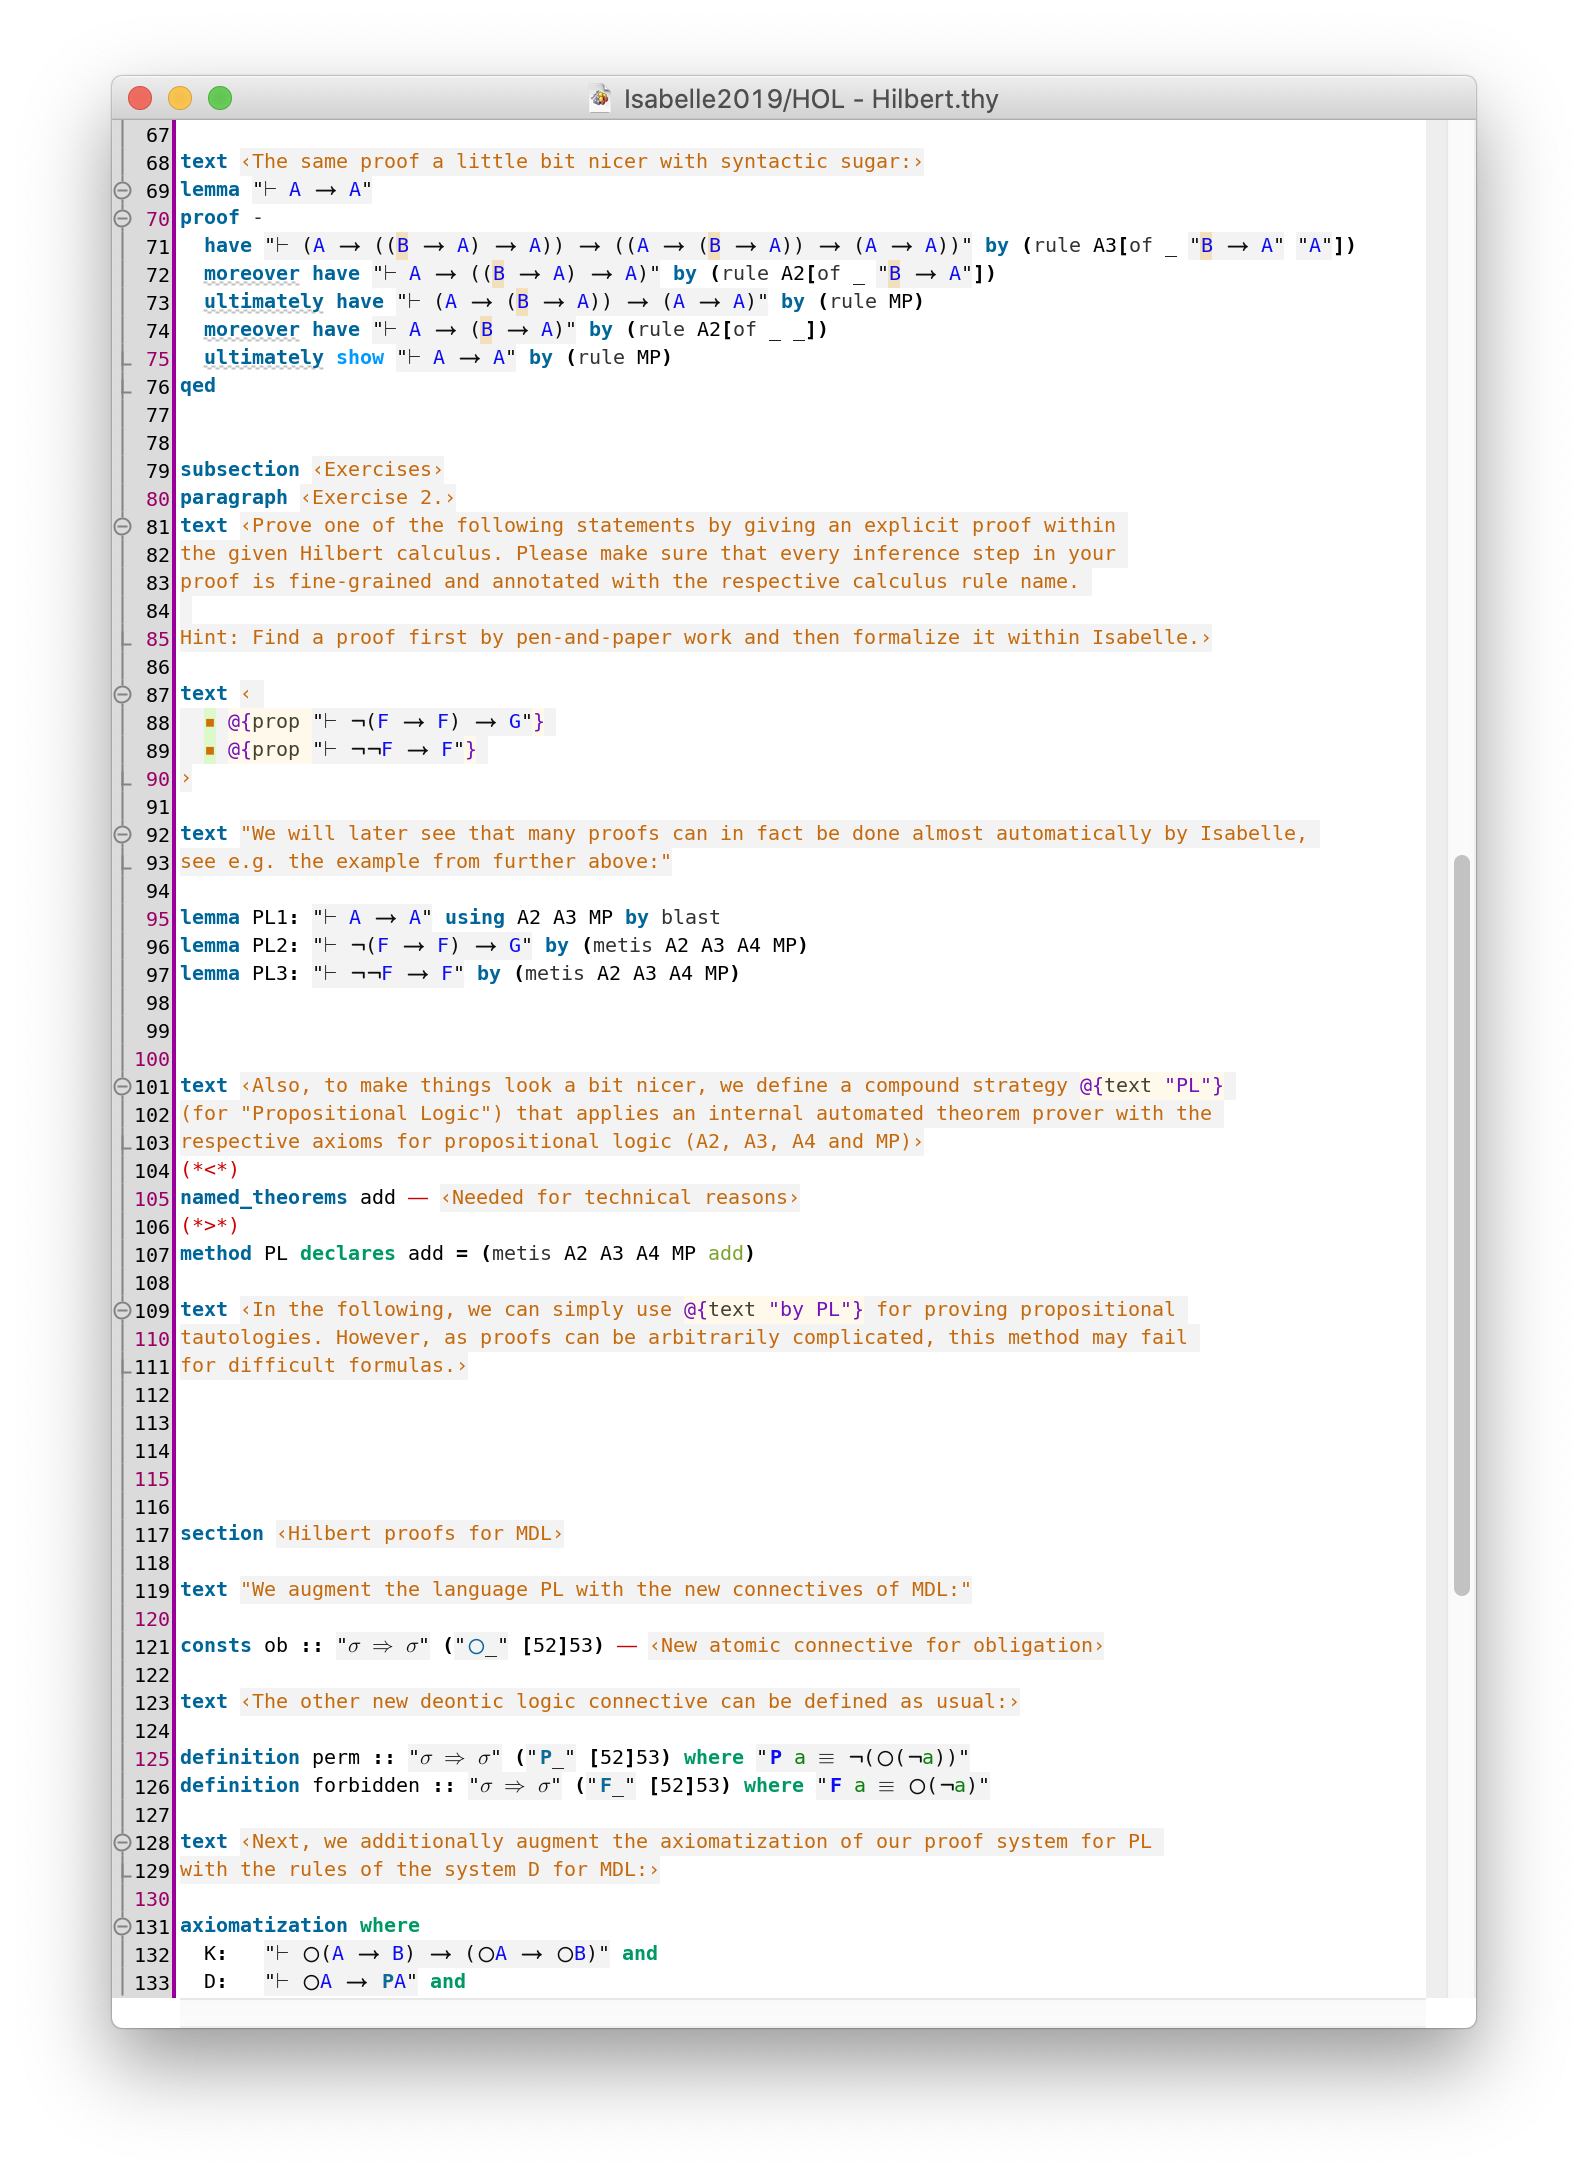 Isabelle2019/HOL - Hilbert.thy
67
68 text ‹The same proof a little bit nicer with syntactic sugar:›
69 lemma "⊢ A ⟶ A"
70 proof -
71   have "⊢ (A ⟶ ((B ⟶ A) ⟶ A)) ⟶ ((A ⟶ (B ⟶ A)) ⟶ (A ⟶ A))" by (rule A3[of _ "B ⟶ A" "A"])
72   moreover have "⊢ A ⟶ ((B ⟶ A) ⟶ A)" by (rule A2[of _ "B ⟶ A"])
73   ultimately have "⊢ (A ⟶ (B ⟶ A)) ⟶ (A ⟶ A)" by (rule MP)
74   moreover have "⊢ A ⟶ (B ⟶ A)" by (rule A2[of _ _])
75   ultimately show "⊢ A ⟶ A" by (rule MP)
76 qed
77
78
79 subsection ‹Exercises›
80 paragraph ‹Exercise 2.›
81 text ‹Prove one of the following statements by giving an explicit proof within
82 the given Hilbert calculus. Please make sure that every inference step in your
83 proof is fine-grained and annotated with the respective calculus rule name.
84
85 Hint: Find a proof first by pen-and-paper work and then formalize it within Isabelle.›
86
87 text ‹
88   ▪ @{prop "⊢ ¬(F ⟶ F) ⟶ G"}
89   ▪ @{prop "⊢ ¬¬F ⟶ F"}
90 ›
91
92 text "We will later see that many proofs can in fact be done almost automatically by Isabelle,
93 see e.g. the example from further above:"
94
95 lemma PL1: "⊢ A ⟶ A" using A2 A3 MP by blast
96 lemma PL2: "⊢ ¬(F ⟶ F) ⟶ G" by (metis A2 A3 A4 MP)
97 lemma PL3: "⊢ ¬¬F ⟶ F" by (metis A2 A3 A4 MP)
98
99
100
101 text ‹Also, to make things look a bit nicer, we define a compound strategy @{text "PL"}
102 (for "Propositional Logic") that applies an internal automated theorem prover with the
103 respective axioms for propositional logic (A2, A3, A4 and MP)›
104 (*<*)
105 named_theorems add — ‹Needed for technical reasons›
106 (*>*)
107 method PL declares add = (metis A2 A3 A4 MP add)
108
109 text ‹In the following, we can simply use @{text "by PL"} for proving propositional
110 tautologies. However, as proofs can be arbitrarily complicated, this method may fail
111 for difficult formulas.›
112
113
114
115
116
117 section ‹Hilbert proofs for MDL›
118
119 text "We augment the language PL with the new connectives of MDL:"
120
121 consts ob :: "σ ⇒ σ" ("○_" [52]53) — ‹New atomic connective for obligation›
122
123 text ‹The other new deontic logic connective can be defined as usual:›
124
125 definition perm :: "σ ⇒ σ" ("P_" [52]53) where "P a ≡ ¬(○(¬a))"
126 definition forbidden :: "σ ⇒ σ" ("F_" [52]53) where "F a ≡ ○(¬a)"
127
128 text ‹Next, we additionally augment the axiomatization of our proof system for PL
129 with the rules of the system D for MDL:›
130
131 axiomatization where
132   K:   "⊢ ○(A ⟶ B) ⟶ (○A ⟶ ○B)" and
133   D:   "⊢ ○A ⟶ PA" and